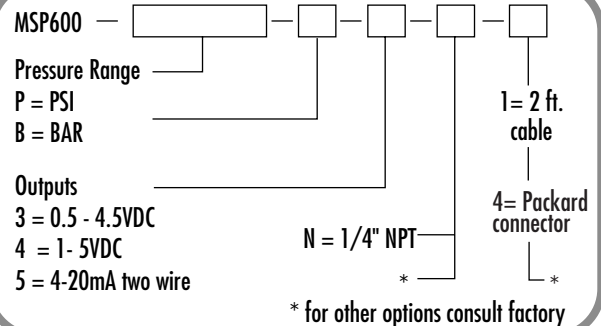 MSP600 — — — — —
Pressure Range
P = PSI
B = BAR
1= 2 ft.
cable
Outputs
3 = 0.5 - 4.5VDC
4 = 1- 5VDC
5 = 4-20mA two wire
N = 1/4" NPT
*
4= Packard
connector
*
* for other options consult factory